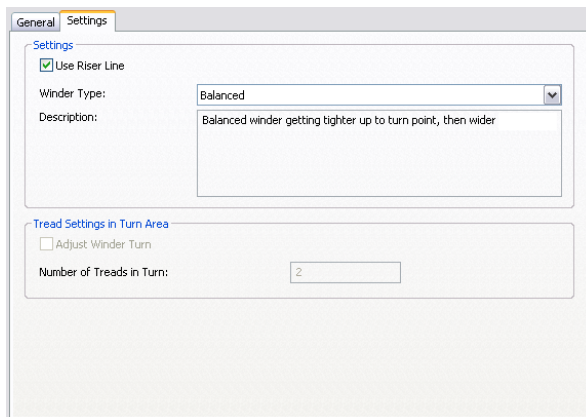 General Settings
Settings
Use Riser Line
Winder Type: Balanced
Description: Balanced winder getting tighter up to turn point, then wider
Tread Settings in Turn Area
Adjust Winder Turn
Number of Treads in Turn: 2